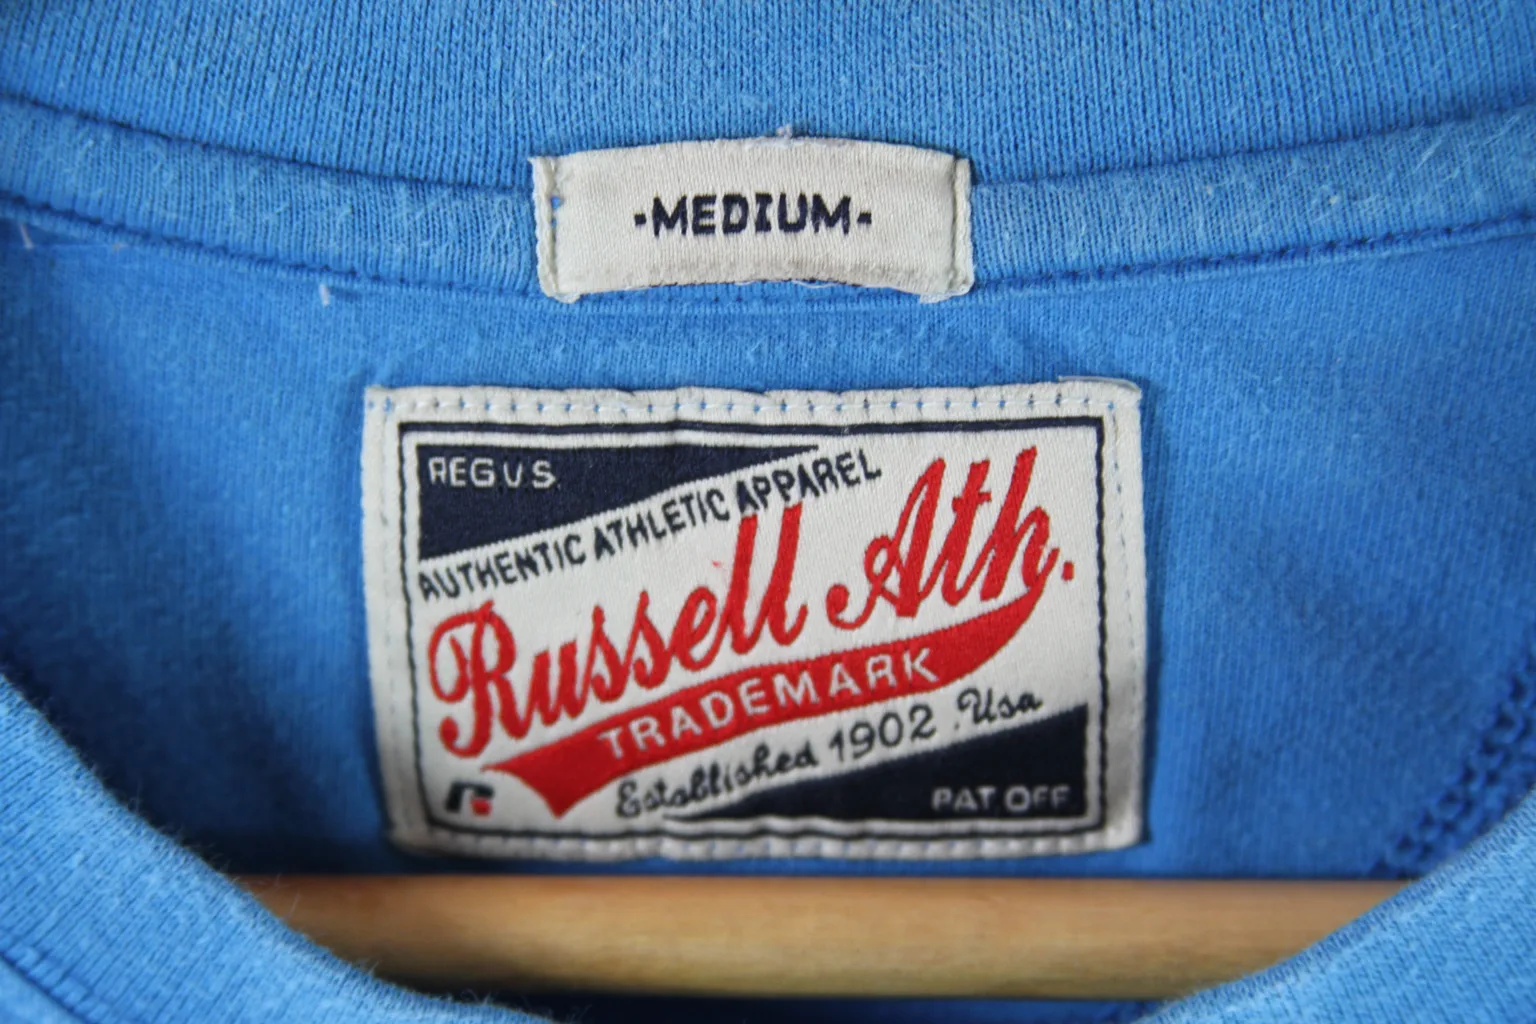 -MEDIUM-
REG U S.
AUTHENTIC ATHLETIC APPAREL
Russell Ath.
TRADEMARK
Established 1902 . Usa
PAT. OFF.